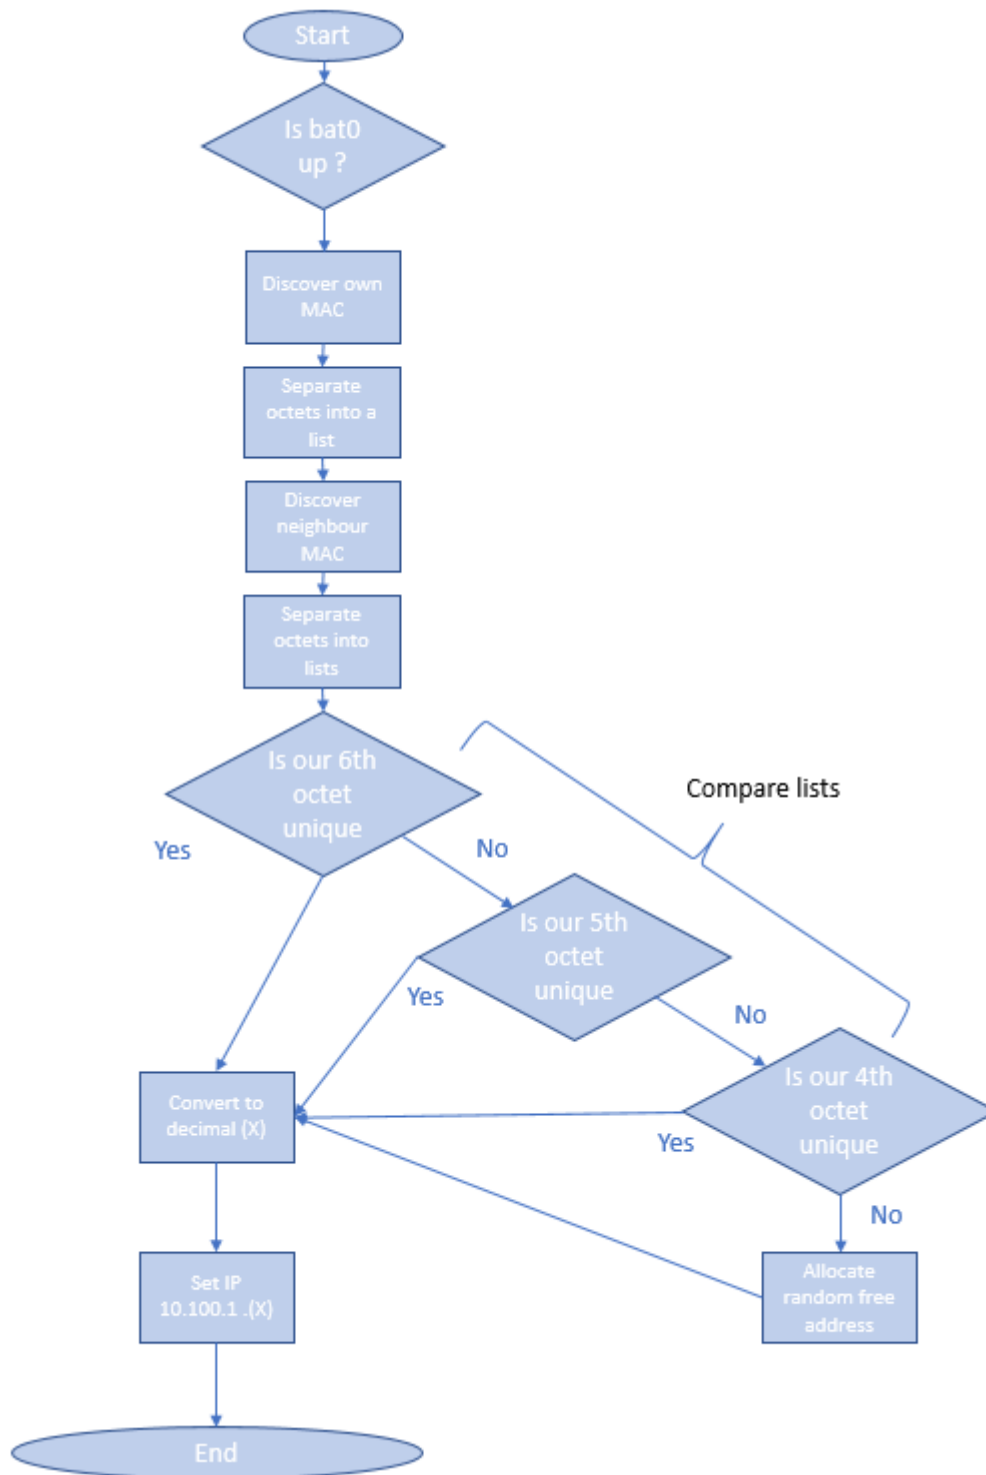 Start
Is bat0
up ?
Discover own
MAC
Separate
octets into a
list
Discover
neighbour
MAC
Separate
octets into
lists
Is our 6th
octet
unique
Compare lists
Yes
No
Is our 5th
octet
unique
Yes
No
Is our 4th
octet
unique
Convert to
decimal (X)
Yes
No
Set IP
10.100.1 .(X)
Allocate
random free
address
End